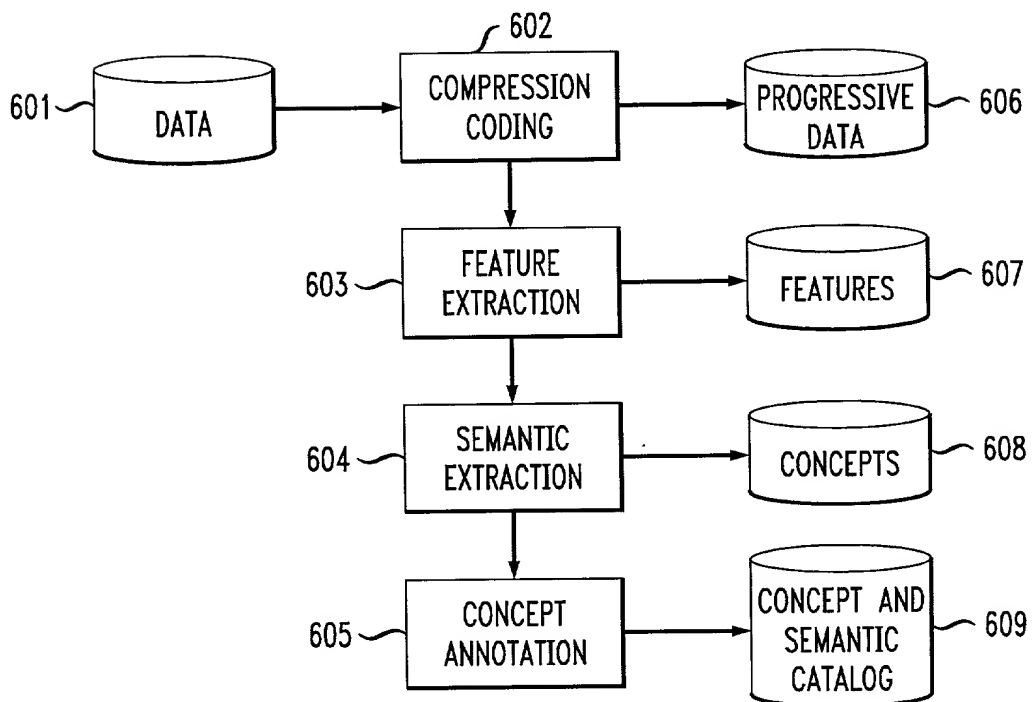 602
601
DATA
COMPRESSION
CODING
PROGRESSIVE
DATA
606
603
FEATURE
EXTRACTION
FEATURES
607
604
SEMANTIC
EXTRACTION
CONCEPTS
608
605
CONCEPT
ANNOTATION
CONCEPT AND
SEMANTIC
CATALOG
609